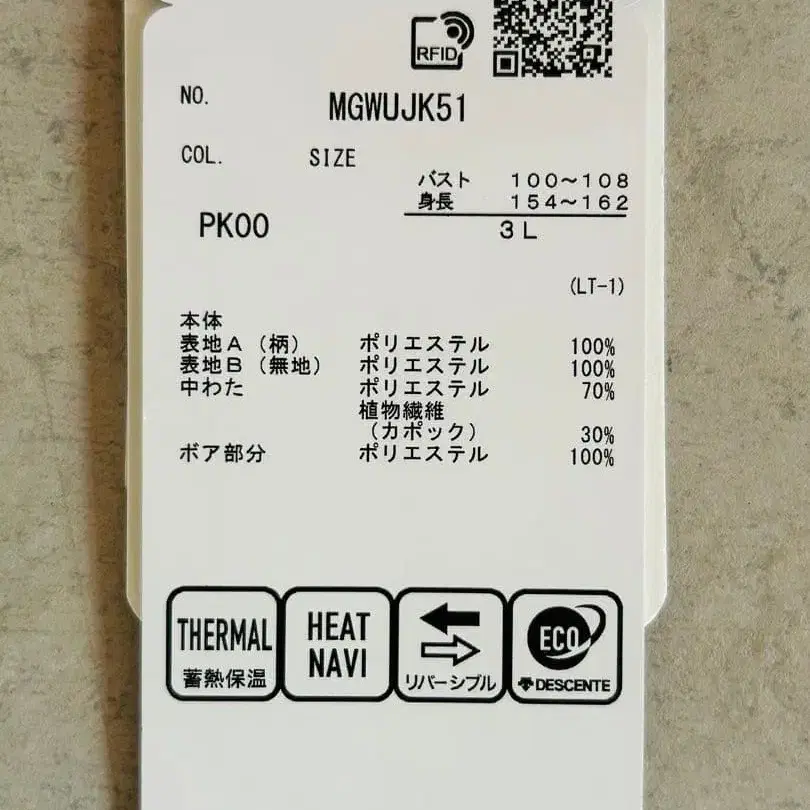 RFID
NO. MGWUJK51
COL. SIZE
バスト 100～108
身長 154～162
PK00 3L
(LT-1)
本体
表地A（柄） ポリエステル 100%
表地B（無地） ポリエステル 100%
中わた ポリエステル 70%
植物繊維
（カポック） 30%
ボア部分 ポリエステル 100%
THERMAL
蓄熱保温
HEAT
NAVI
リバーシブル
ECO
DESCENTE